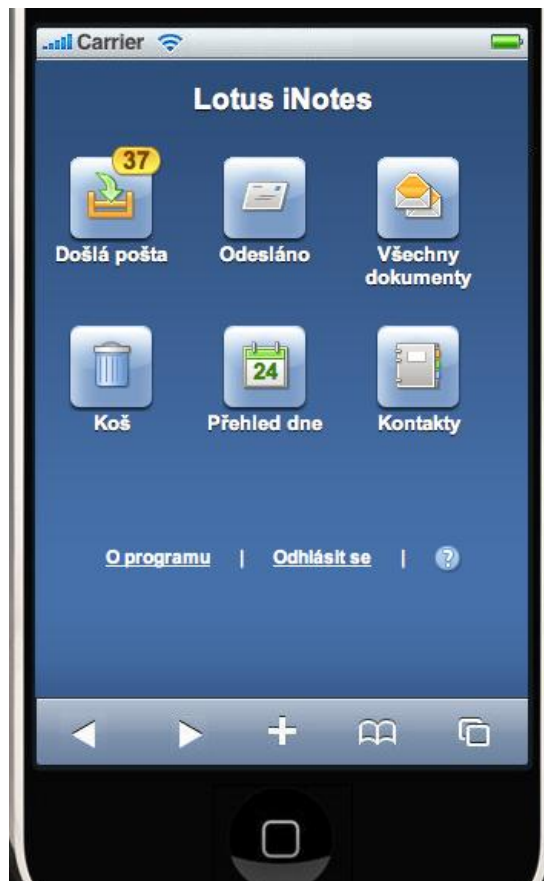 Carrier
Lotus iNotes
37
Došlá pošta
Odesláno
Všechny
dokumenty
24
Koš
Přehled dne
Kontakty
O programu | Odhlásit se | ?